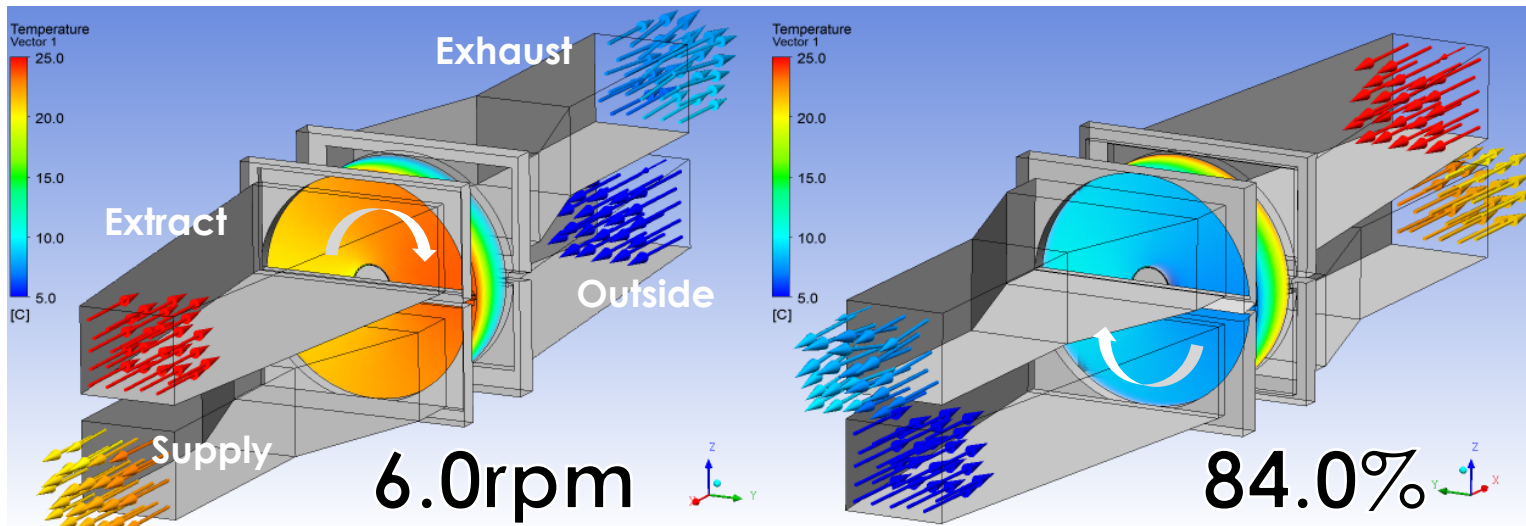 Temperature
Vector 1
25.0
20.0
15.0
10.0
5.0
[C]
Exhaust
Extract
Outside
Supply
6.0rpm
Z
X
Y
Temperature
Vector 1
25.0
20.0
15.0
10.0
5.0
[C]
84.0%
Z
X
Y